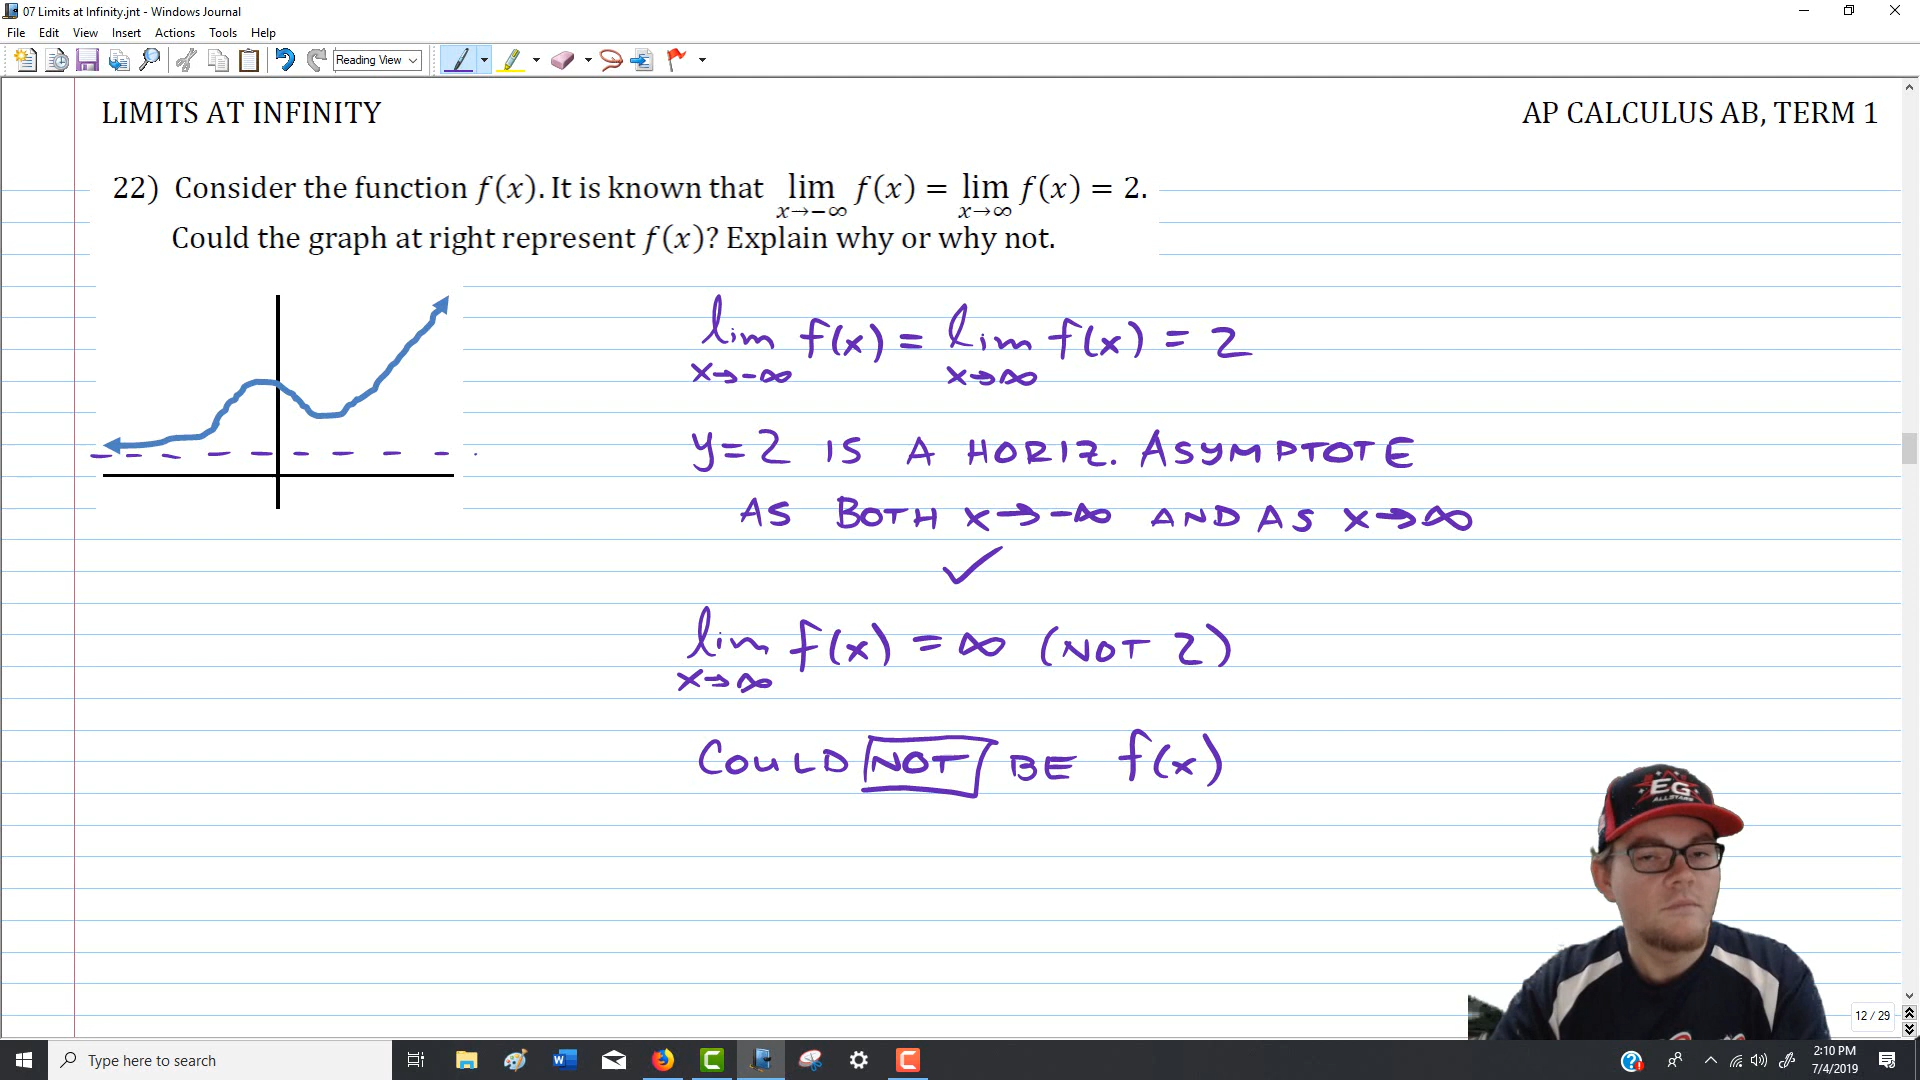 07 Limits at Infinity.jnt - Windows Journal
File Edit View Insert Actions Tools Help
Reading View
LIMITS AT INFINITY
AP CALCULUS AB, TERM 1
22) Consider the function f(x). It is known that lim f(x) = lim f(x) = 2.
x→−∞ x→∞
Could the graph at right represent f(x)? Explain why or why not.
lim f(x) = lim f(x) = 2
x→-∞ x→∞
y=2 IS A HORIZ. ASYMPTOTE
AS BOTH x→-∞ AND AS x→∞
✓
lim f(x) = ∞ (NOT 2)
x→∞
COULD NOT BE f(x)
EG
ALLSTARS
12 / 29
Type here to search
2:10 PM
7/4/2019